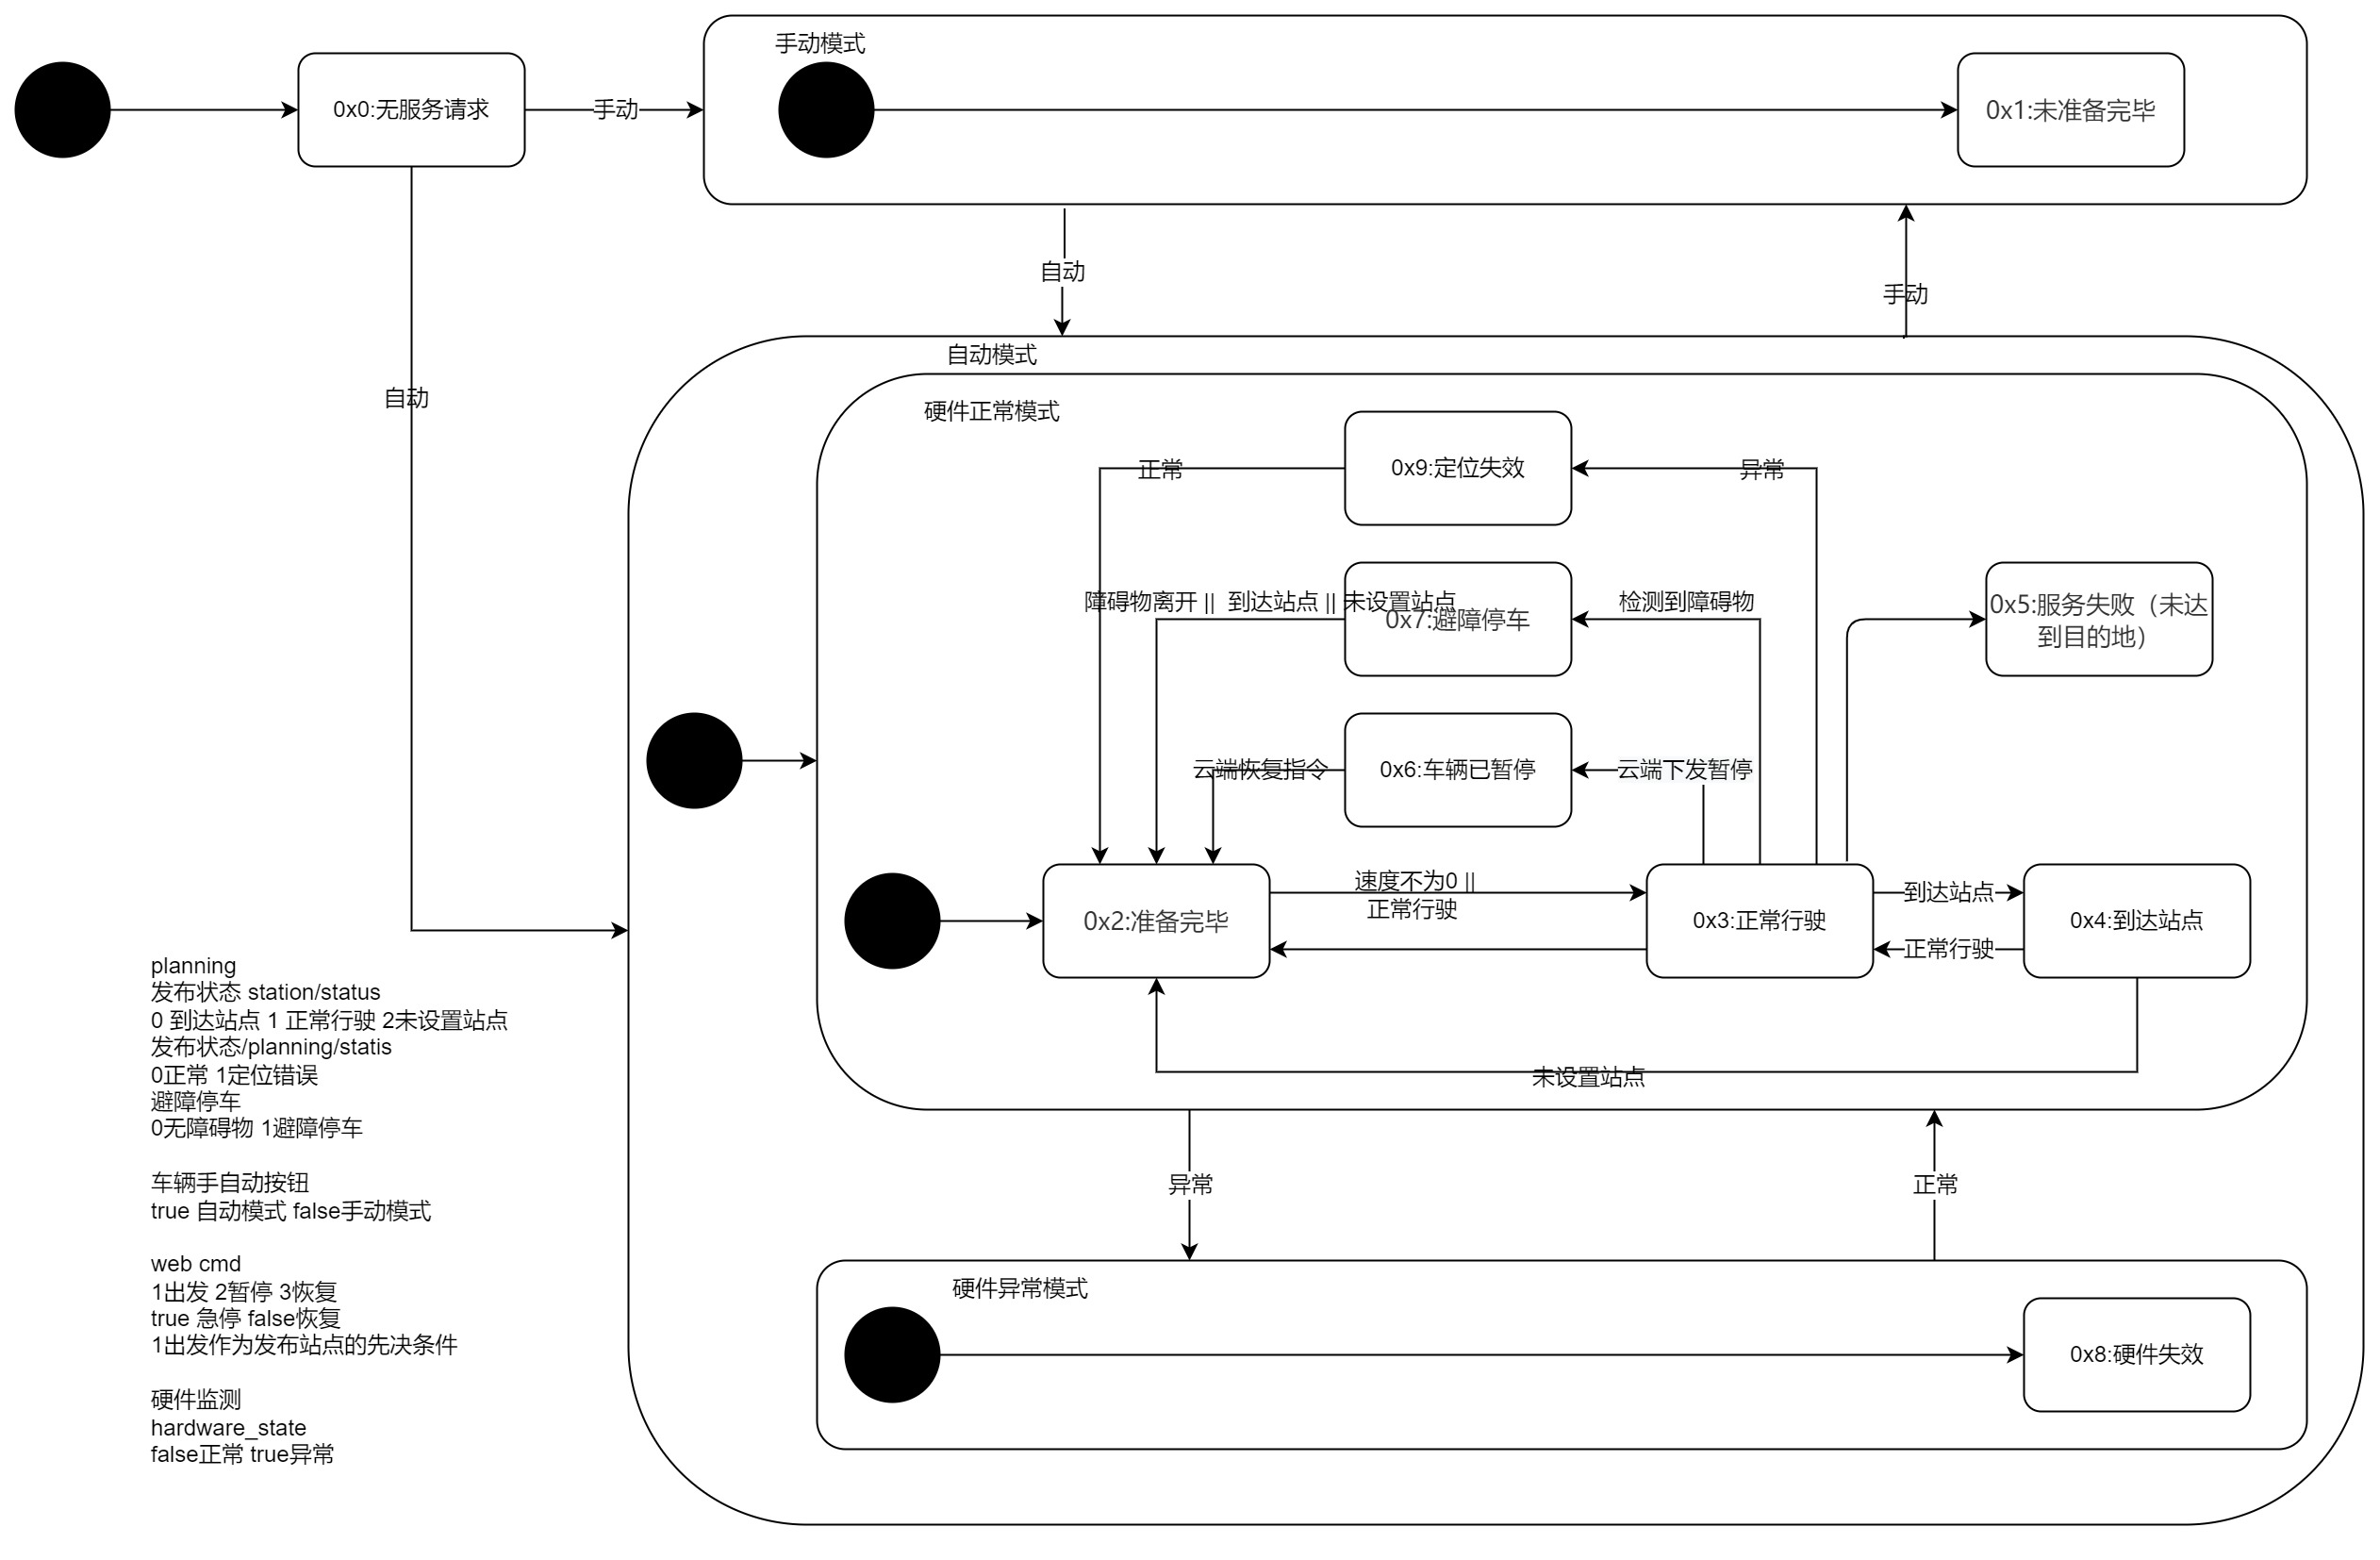 手动模式
0x0:无服务请求
手动
0x1:未准备完毕
自动
手动
自动模式
自动
硬件正常模式
正常
0x9:定位失效
异常
障碍物离开 || 到达站点 || 未设置站点
检测到障碍物
0x7:避障停车
0x5:服务失败（未达
到目的地）
云端恢复指令
0x6:车辆已暂停
云端下发暂停
速度不为0 ||
正常行驶
到达站点
0x2:准备完毕
0x3:正常行驶
0x4:到达站点
正常行驶
未设置站点
planning
发布状态 station/status
0 到达站点 1 正常行驶 2未设置站点
发布状态/planning/statis
0正常 1定位错误
避障停车
0无障碍物 1避障停车
车辆手自动按钮
true 自动模式 false手动模式
web cmd
1出发 2暂停 3恢复
true 急停 false恢复
1出发作为发布站点的先决条件
硬件监测
hardware_state
false正常 true异常
异常
正常
硬件异常模式
0x8:硬件失效